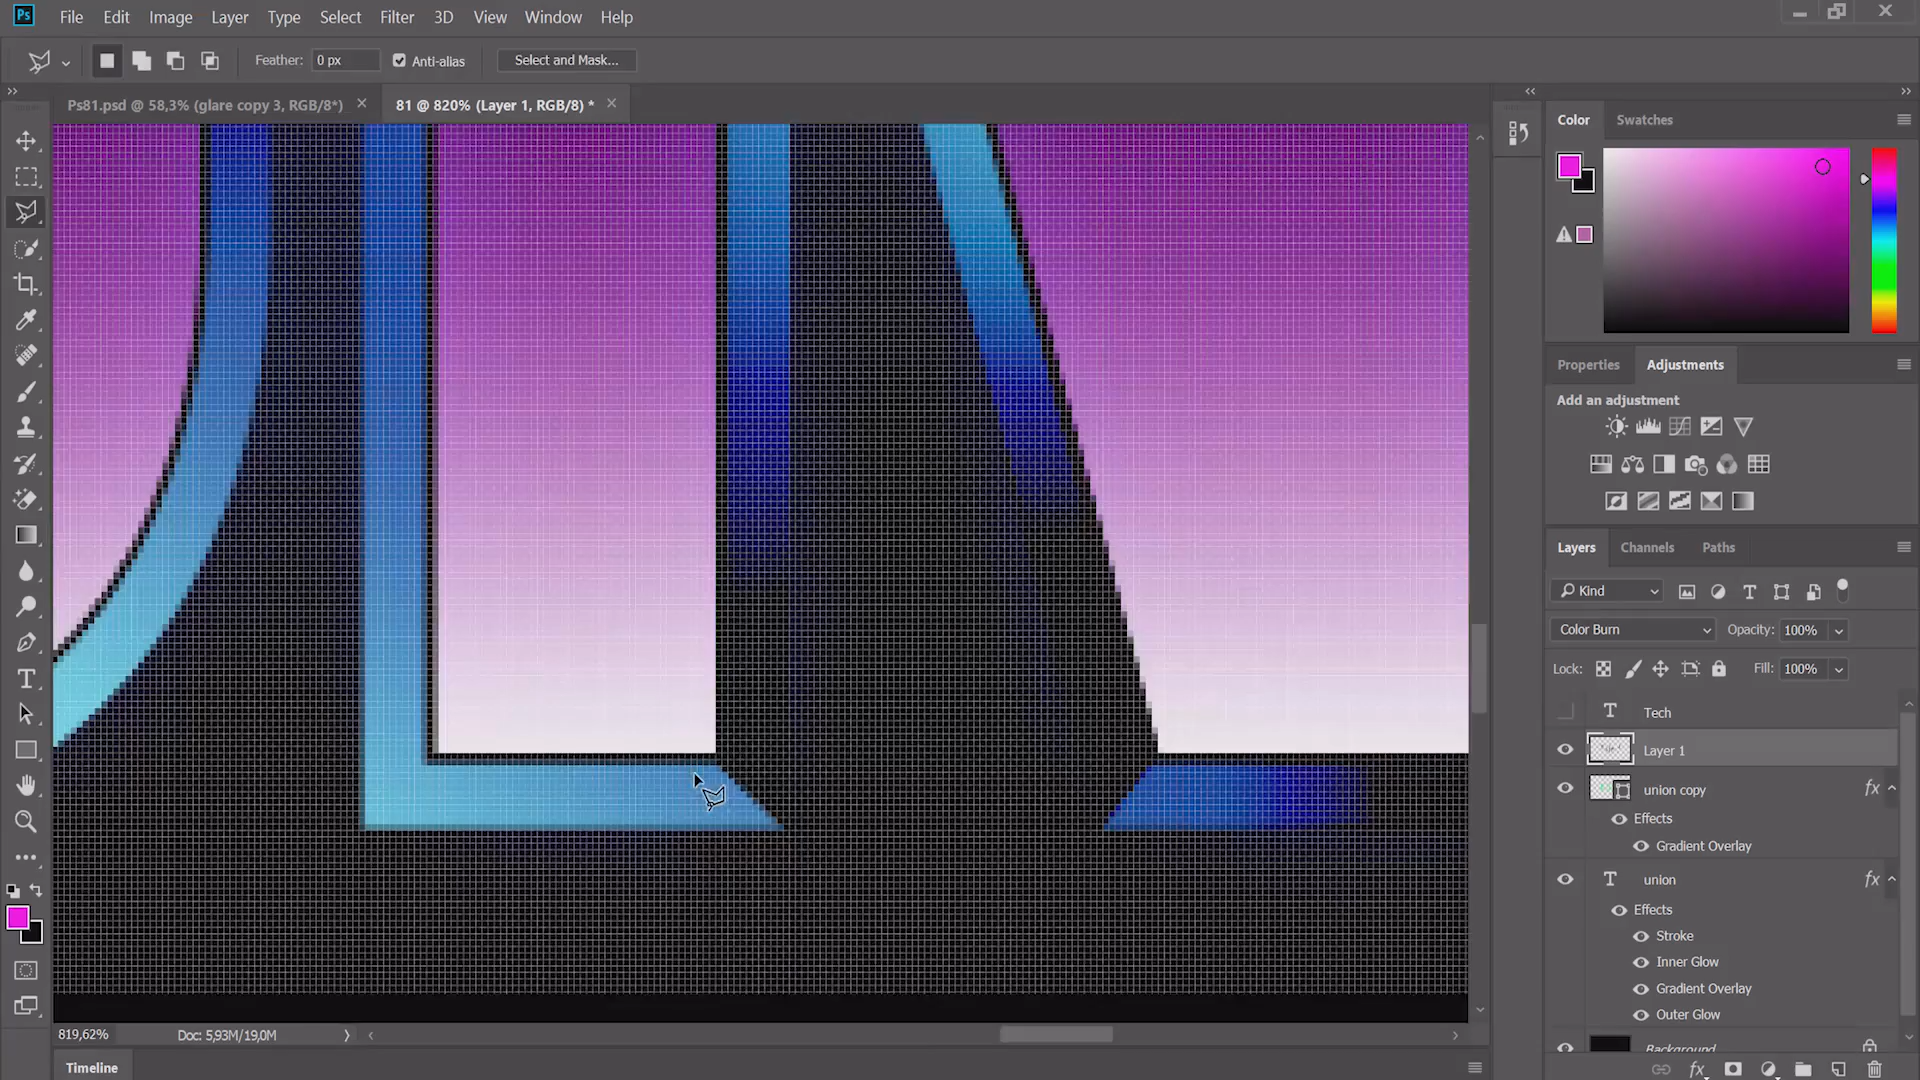 Ps File Edit Image Layer Type Select Filter 3D View Window Help
Feather: 0 px Anti-alias Select and Mask...
Ps81.psd @ 58,3% (glare copy 3, RGB/8*) 81 @ 820% (Layer 1, RGB/8) *
Color Swatches
Properties Adjustments
Add an adjustment
Layers Channels Paths
Kind
Color Burn Opacity: 100%
Lock: Fill: 100%
T Tech
Layer 1
union copy fx
Effects
Gradient Overlay
T union fx
Effects
Stroke
Inner Glow
Gradient Overlay
Outer Glow
Background
819,62% Doc: 5,93M/19,0M
Timeline